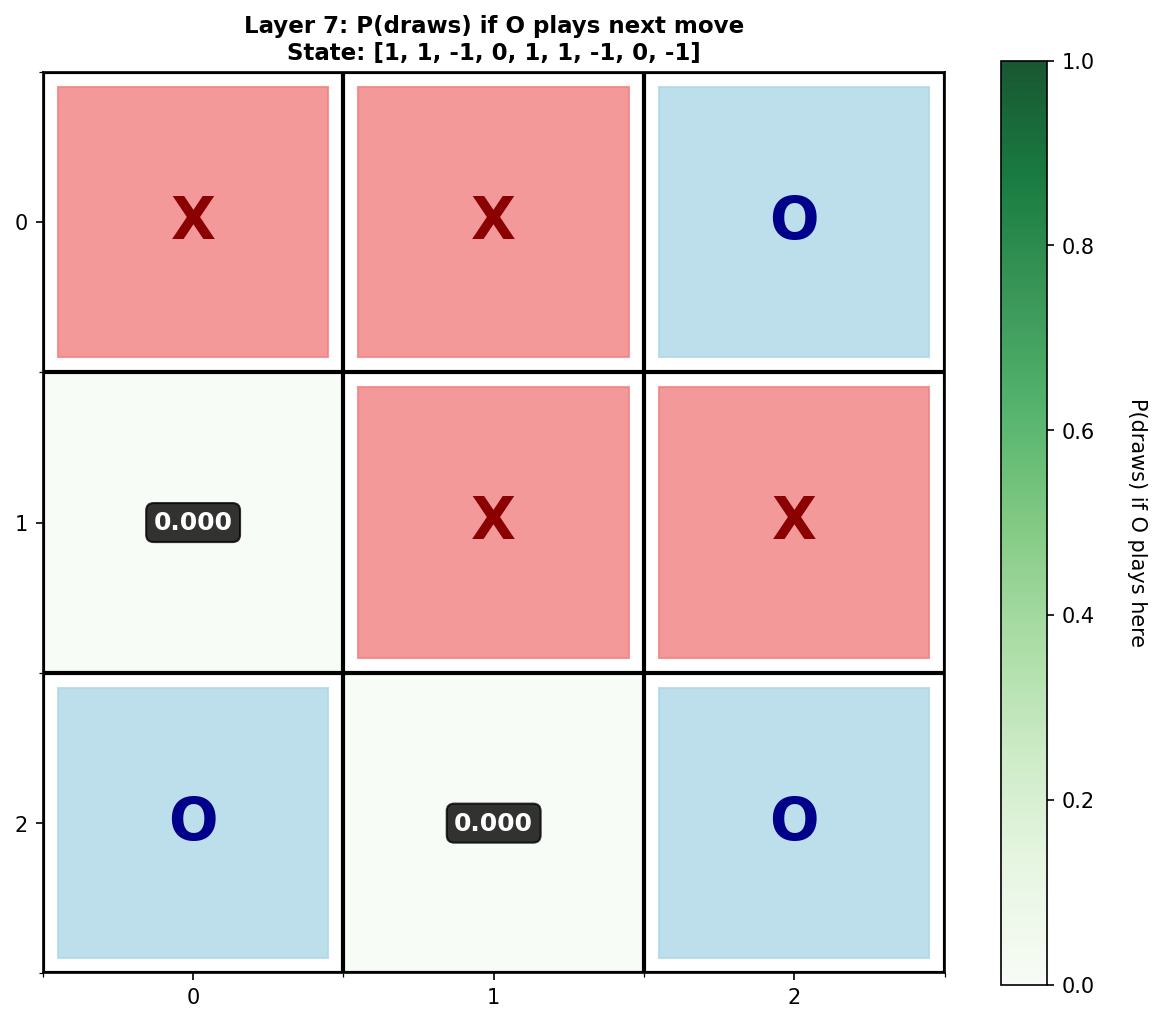 Layer 7: P(draws) if O plays next move
State: [1, 1, -1, 0, 1, 1, -1, 0, -1]
X X O
0
0.000 X X
1
O 0.000 O
2
0 1 2
1.0
0.8
0.6
0.4
0.2
0.0
P(draws) if O plays here